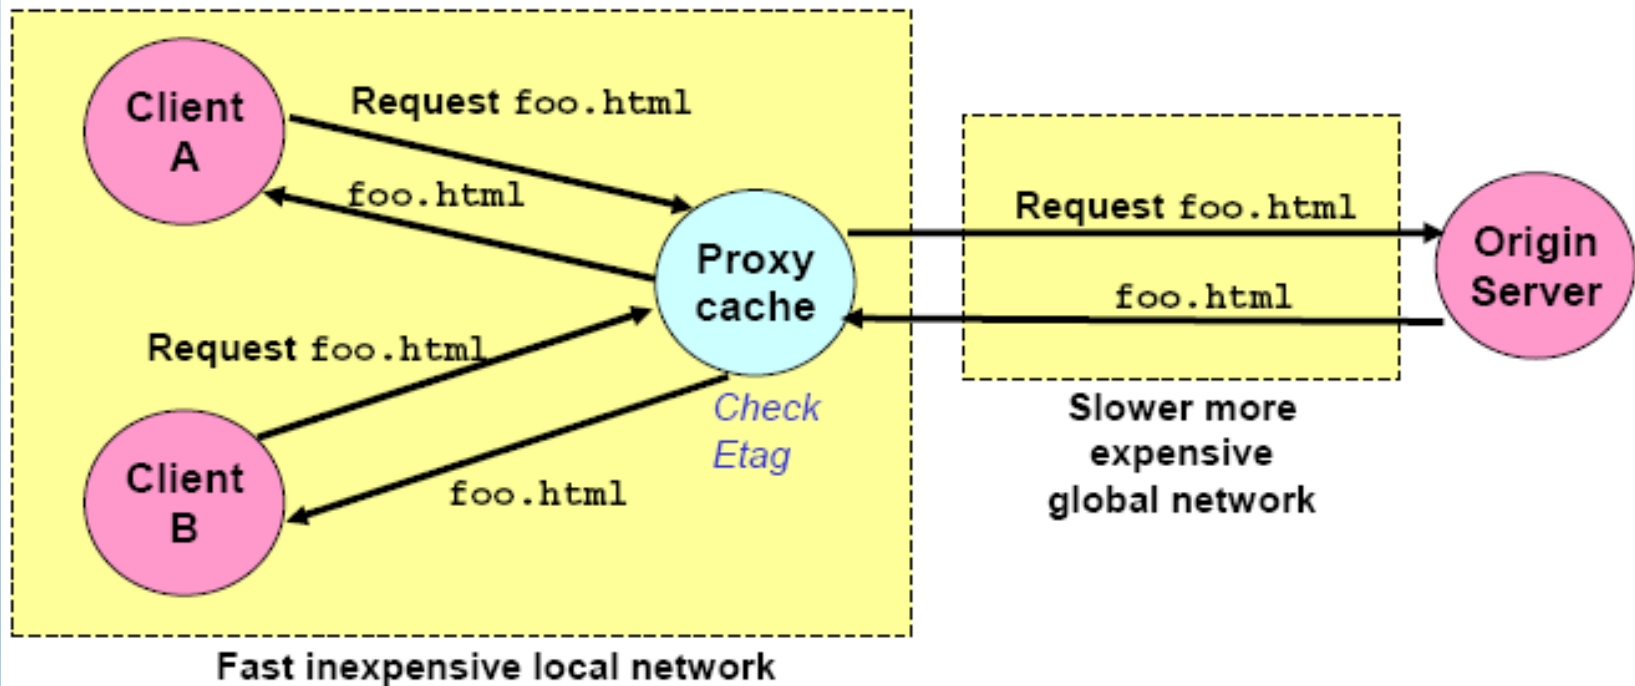 Client
A
Request foo.html
foo.html
Proxy
cache
Request foo.html
foo.html
Origin
Server
Request foo.html
Client
B
foo.html
Check
Etag
Slower more
expensive
global network
Fast inexpensive local network